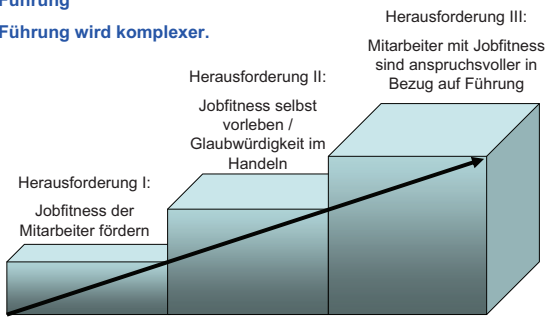 Führung
Führung wird komplexer.
Herausforderung I:
Jobfitness der
Mitarbeiter fördern
Herausforderung II:
Jobfitness selbst
vorleben /
Glaubwürdigkeit im
Handeln
Herausforderung III:
Mitarbeiter mit Jobfitness
sind anspruchsvoller in
Bezug auf Führung